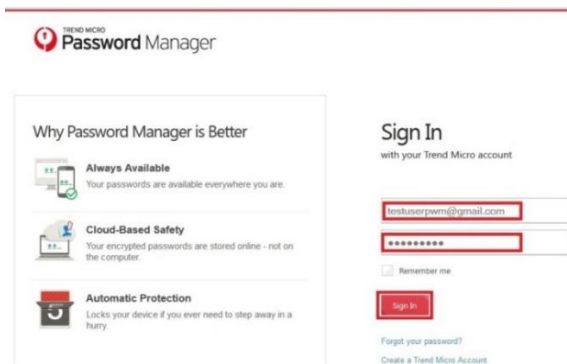 TREND MICRO
Password Manager
Why Password Manager is Better
Always Available
Your passwords are available everywhere you are.
Cloud-Based Safety
Your encrypted passwords are stored online - not on
the computer.
Automatic Protection
Locks your device if you ever need to step away in a
hurry.
Sign In
with your Trend Micro account
testuserpwm@gmail.com
•••••••••
Remember me
Sign In
Forgot your password?
Create a Trend Micro Account